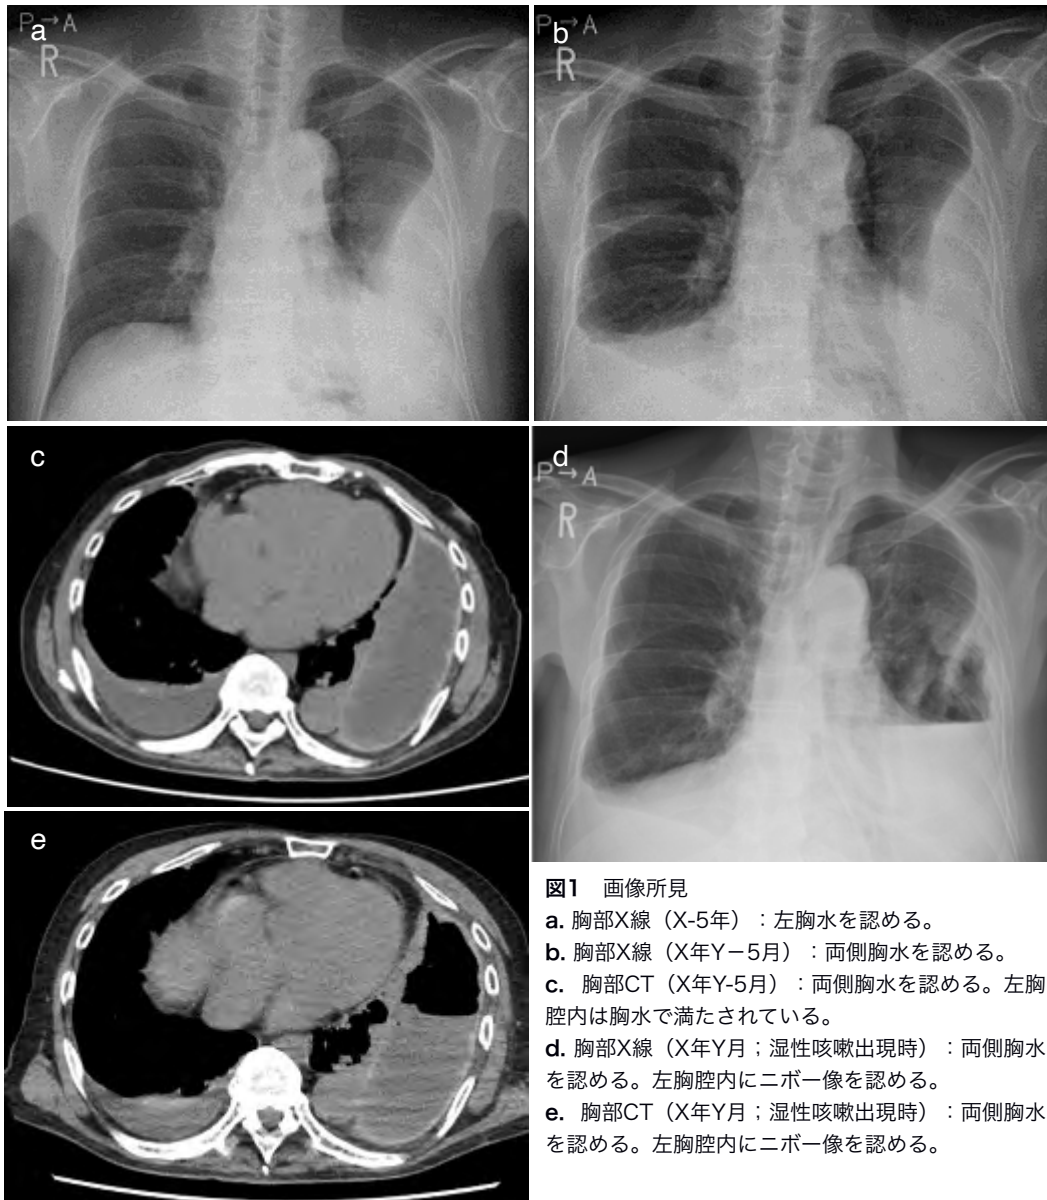 P→A
a
R
P→A
b
R
c
P→A
d
R
e
図1　画像所見
a. 胸部X線（X-5年）：左胸水を認める。
b. 胸部X線（X年Y－5月）：両側胸水を認める。
c. 胸部CT（X年Y-5月）：両側胸水を認める。左胸
腔内は胸水で満たされている。
d. 胸部X線（X年Y月；湿性咳嗽出現時）：両側胸水
を認める。左胸腔内にニボー像を認める。
e. 胸部CT（X年Y月；湿性咳嗽出現時）：両側胸水
を認める。左胸腔内にニボー像を認める。